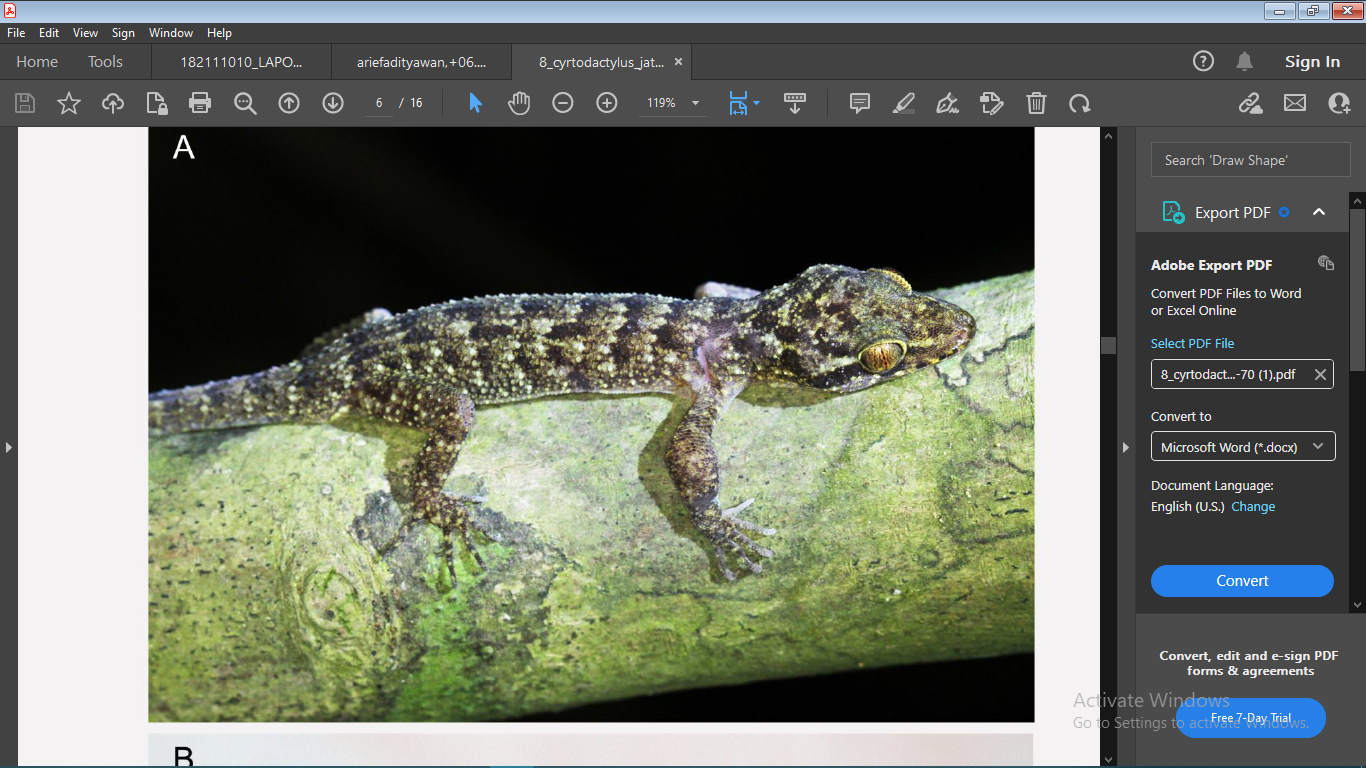 File Edit View Sign Window Help
Home Tools 182111010_LAPO... ariefadityawan,+06.... 8_cyrtodactylus_jat... Sign In
6 / 16 119%
A
B
Search 'Draw Shape'
Export PDF
Adobe Export PDF
Convert PDF Files to Word
or Excel Online
Select PDF File
8_cyrtodact...-70 (1).pdf
Convert to
Microsoft Word (*.docx)
Document Language:
English (U.S.) Change
Convert
Convert, edit and e-sign PDF
forms & agreements
Free 7-Day Trial
Activate Windows
Go to Settings to activate Windows.